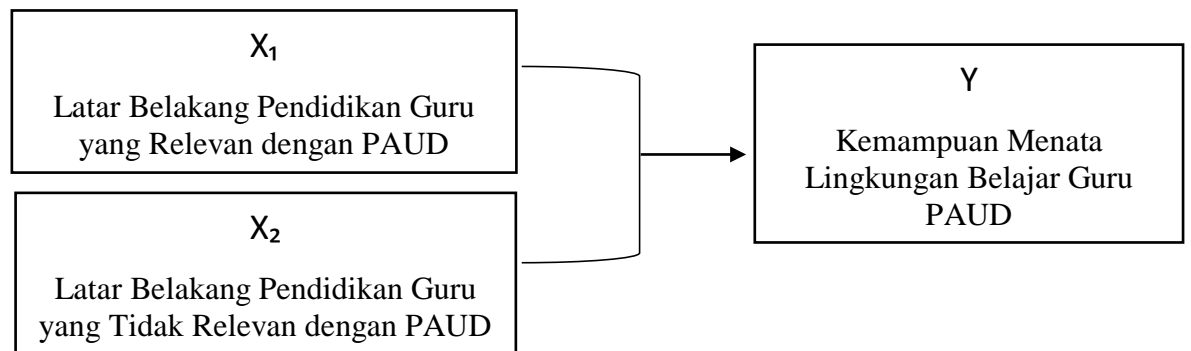 X₁
Latar Belakang Pendidikan Guru
yang Relevan dengan PAUD
X₂
Latar Belakang Pendidikan Guru
yang Tidak Relevan dengan PAUD
Y
Kemampuan Menata
Lingkungan Belajar Guru
PAUD